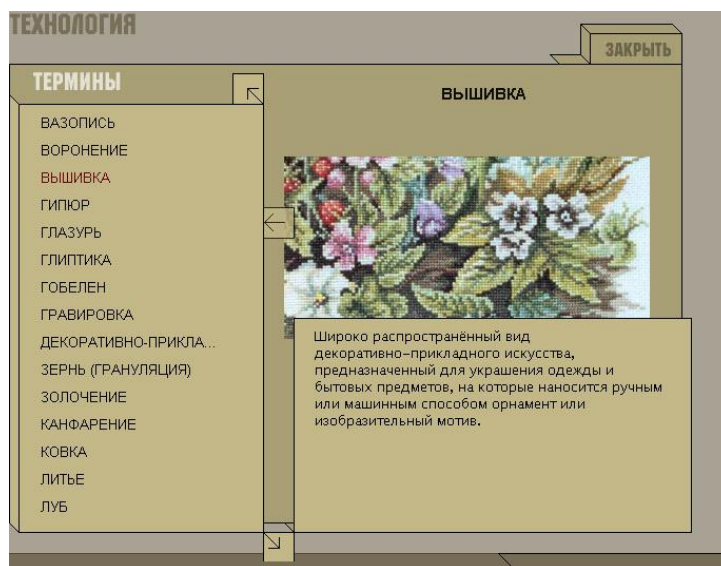 ТЕХНОЛОГИЯ
ЗАКРЫТЬ
ТЕРМИНЫ
ВАЗОПИСЬ
ВОРОНЕНИЕ
ВЫШИВКА
ГИПЮР
ГЛАЗУРЬ
ГЛИПТИКА
ГОБЕЛЕН
ГРАВИРОВКА
ДЕКОРАТИВНО-ПРИКЛА...
ЗЕРНЬ (ГРАНУЛЯЦИЯ)
ЗОЛОЧЕНИЕ
КАНФАРЕНИЕ
КОВКА
ЛИТЬЕ
ЛУБ
ВЫШИВКА
Широко распространённый вид
декоративно-прикладного искусства,
предназначенный для украшения одежды и
бытовых предметов, на которые наносится ручным
или машинным способом орнамент или
изобразительный мотив.